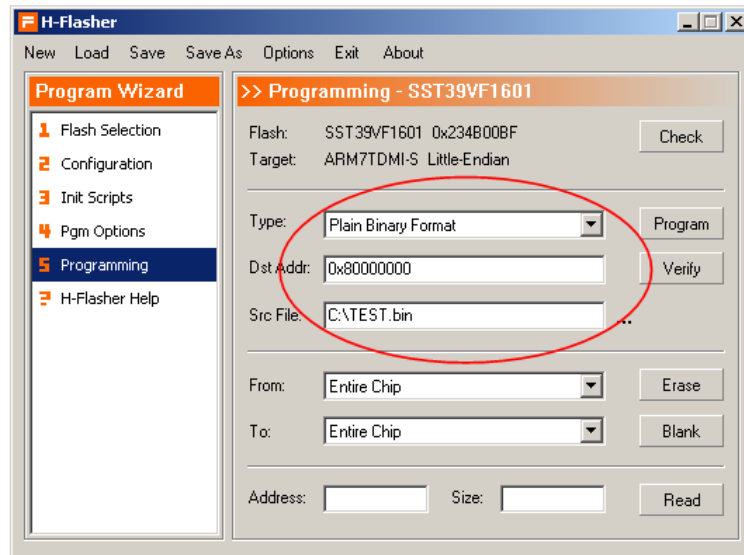 H-Flasher
New Load Save Save As Options Exit About
Program Wizard
1 Flash Selection
2 Configuration
3 Init Scripts
4 Pgm Options
5 Programming
? H-Flasher Help
>> Programming - SST39VF1601
Flash: SST39VF1601 0x234B00BF Check
Target: ARM7TDMI-S Little-Endian
Type: Plain Binary Format Program
Dst Addr: 0x80000000 Verify
Src File: C:\TEST.bin ...
From: Entire Chip Erase
To: Entire Chip Blank
Address: Size: Read